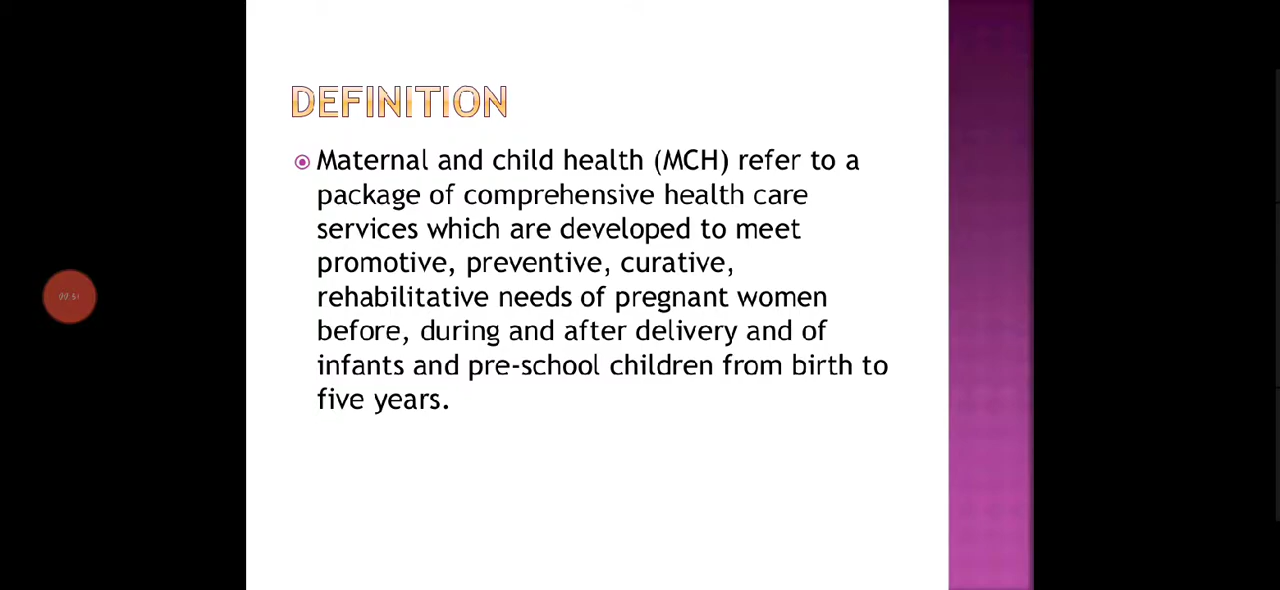 DEFINITION
Maternal and child health (MCH) refer to a
package of comprehensive health care
services which are developed to meet
promotive, preventive, curative,
rehabilitative needs of pregnant women
before, during and after delivery and of
infants and pre-school children from birth to
five years.